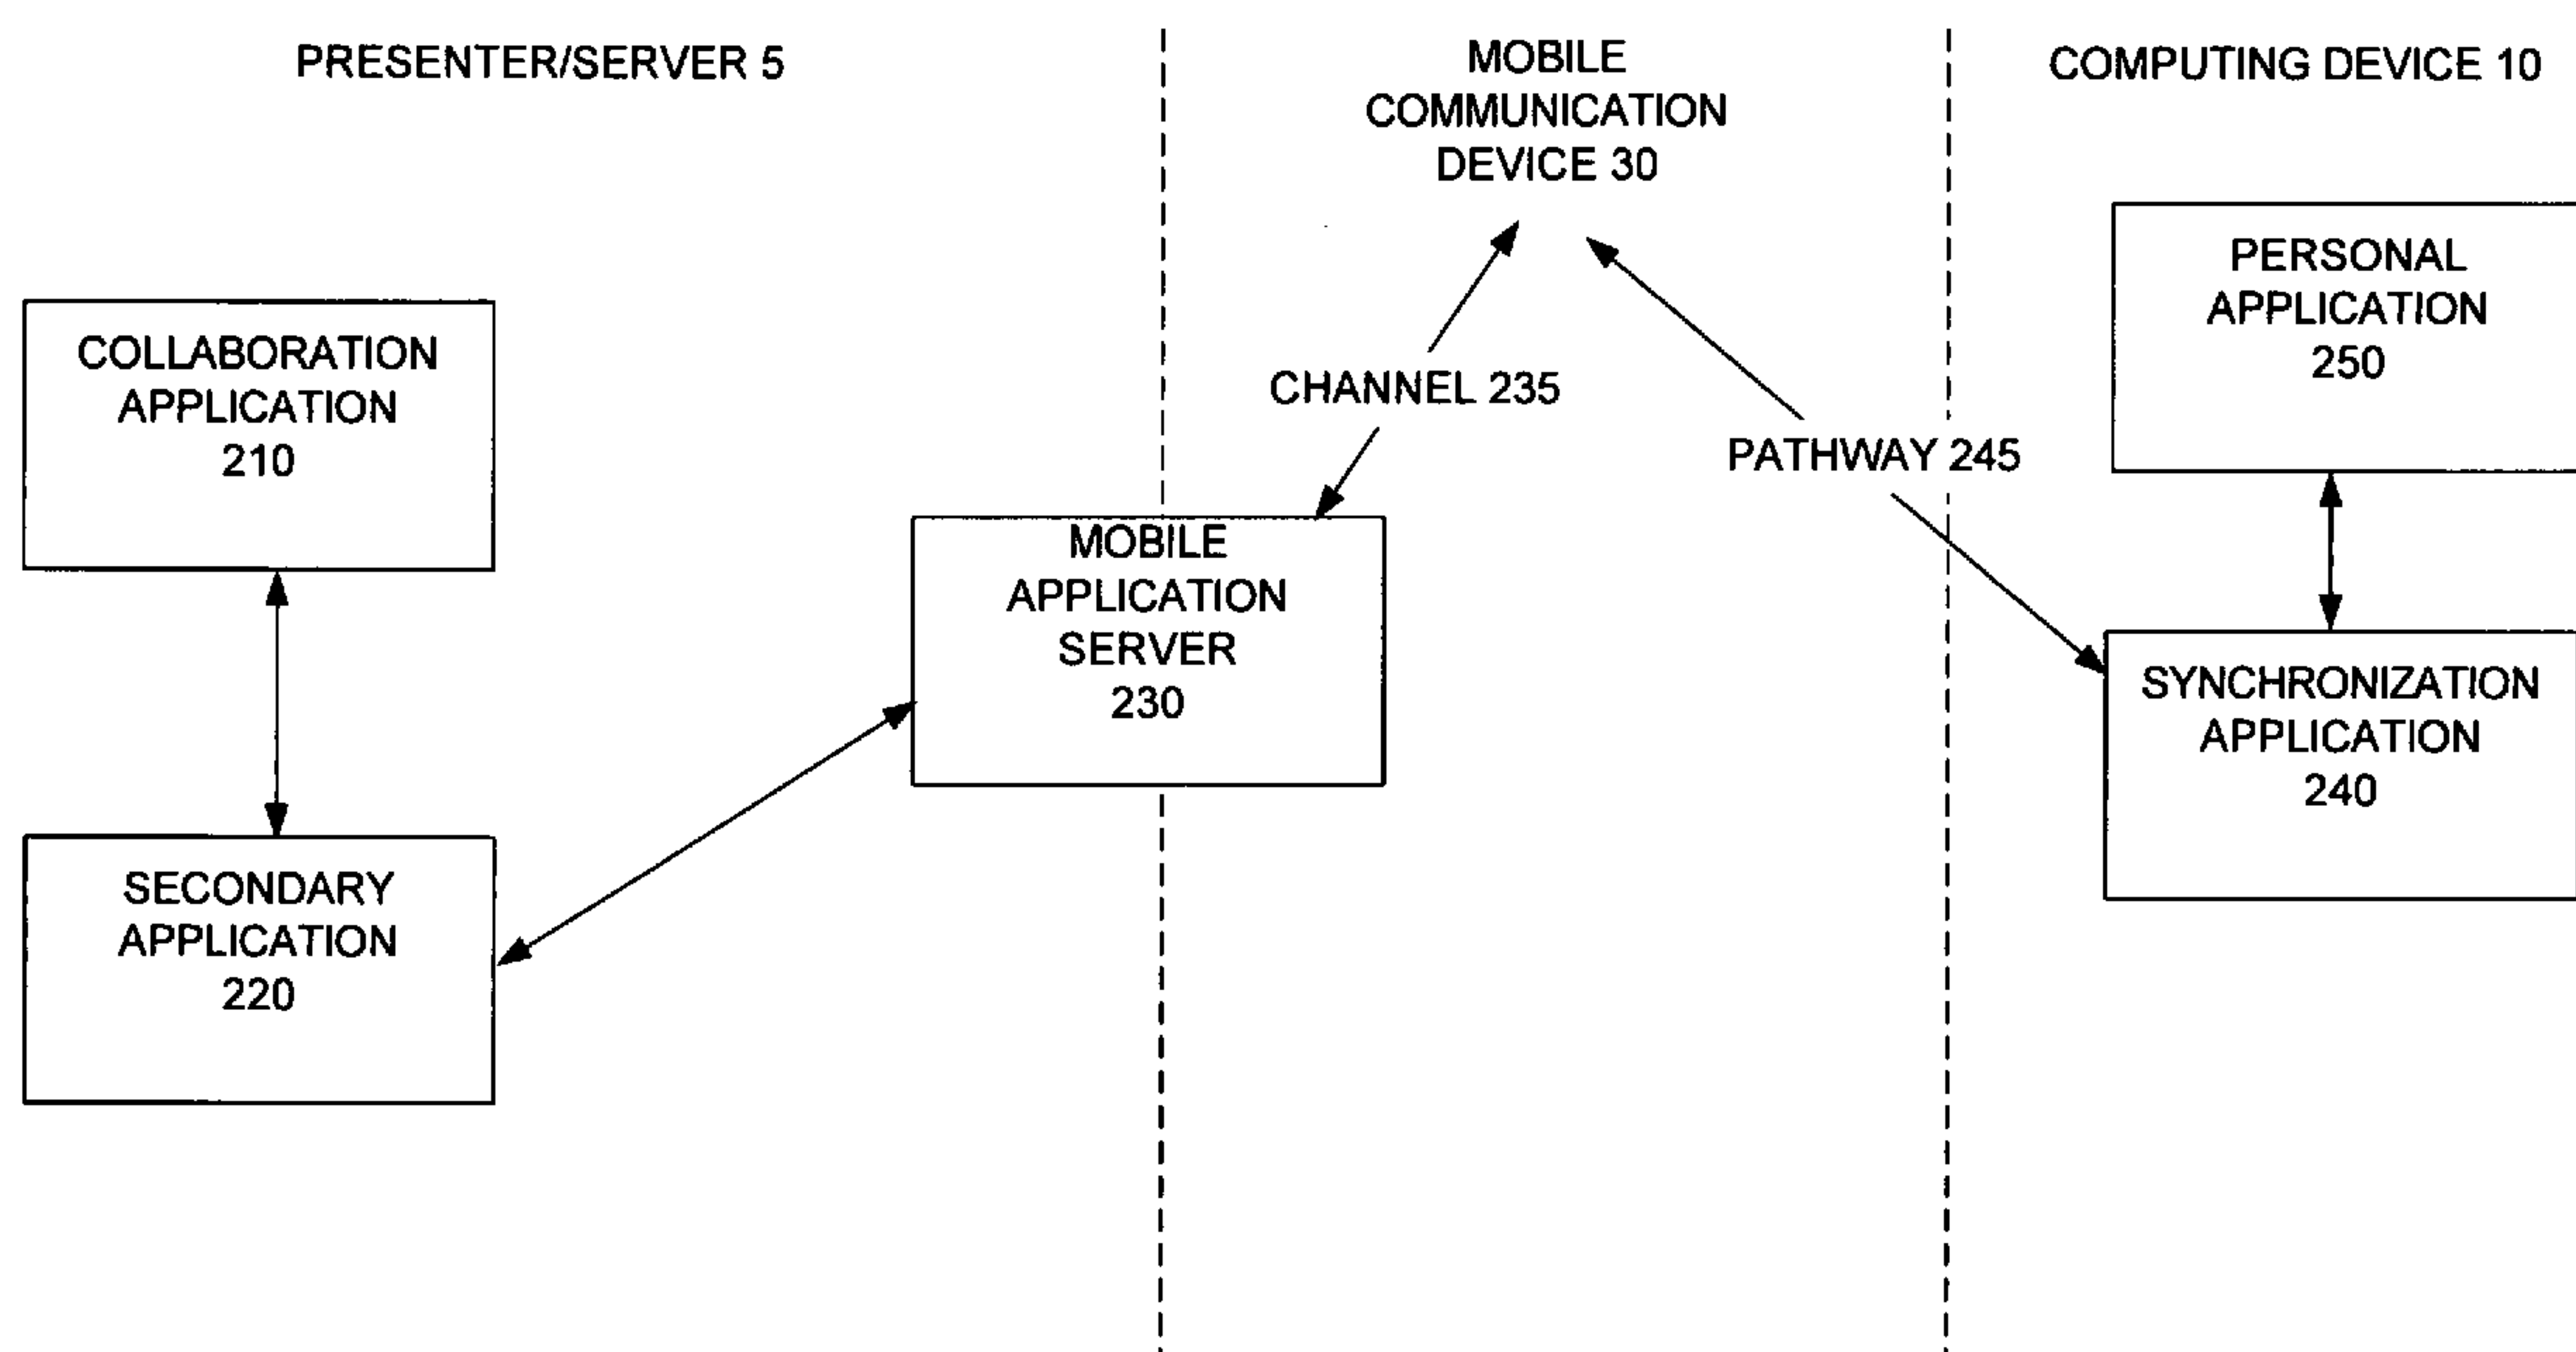 PRESENTER/SERVER 5
MOBILE
COMMUNICATION
DEVICE 30
COMPUTING DEVICE 10
COLLABORATION
APPLICATION
210
CHANNEL 235
PATHWAY 245
PERSONAL
APPLICATION
250
MOBILE
APPLICATION
SERVER
230
SYNCHRONIZATION
APPLICATION
240
SECONDARY
APPLICATION
220